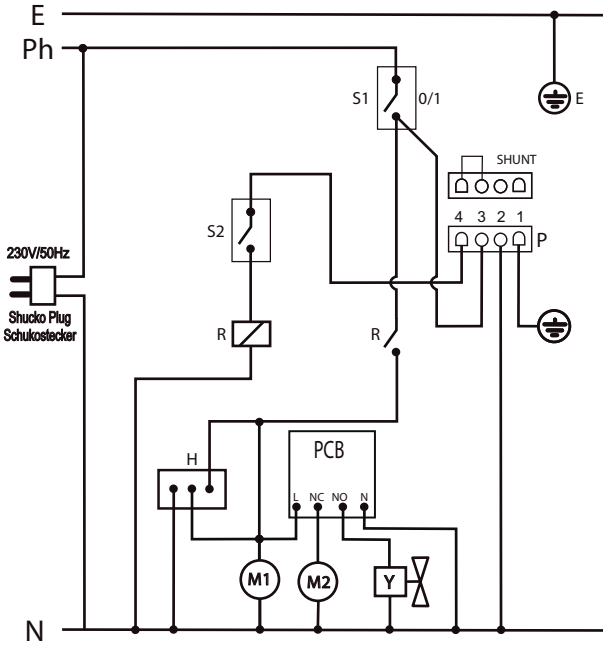 E
Ph
S1
0/1
E
SHUNT
S2
4 3 2 1
P
230V/50Hz
Shucko Plug
Schukostecker
R
R
H
PCB
L NC NO N
M1
M2
Y
N